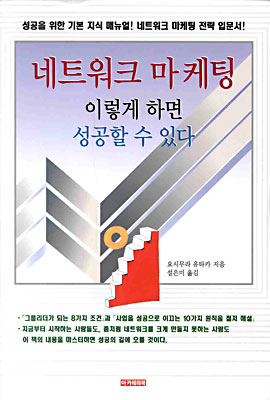 성공을 위한 기본 지식 매뉴얼! 네트워크 마케팅 전략 입문서!
네트워크 마케팅
이렇게 하면
성공할 수 있다
요시무라 유타카 지음
설은미 옮김
·「그룹리더가 되는 8가지 조건」과「사업을 성공으로 이끄는 10가지 원칙을 철저 해설」
·지금부터 시작하는 사람들도, 좀처럼 네트워크를 크게 만들지 못하는 사람도
이 책의 내용을 마스터하면 성공의 길에 오를 것이다.
아카데미북